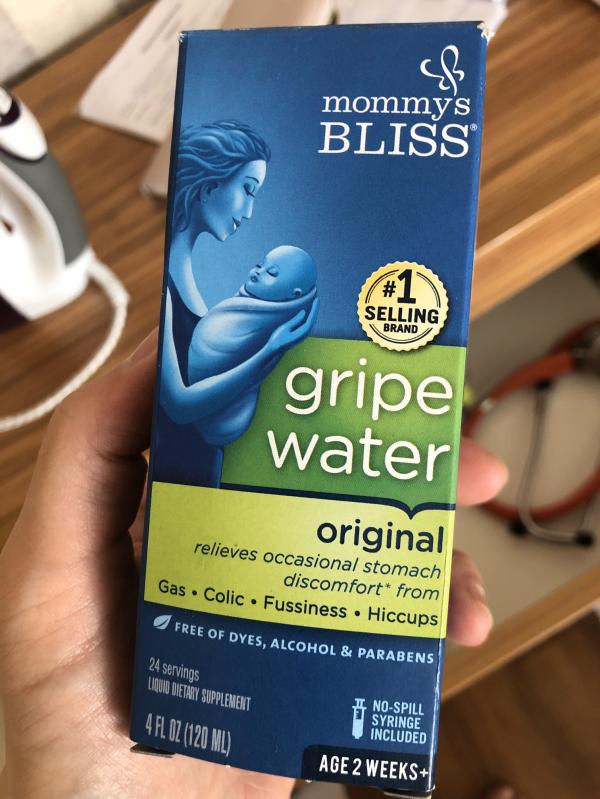 mommy's
BLISS®
#1
SELLING
BRAND
gripe
water
original
relieves occasional stomach
discomfort* from
Gas • Colic • Fussiness • Hiccups
FREE OF DYES, ALCOHOL & PARABENS
24 servings
LIQUID DIETARY SUPPLEMENT
4 FL OZ (120 ML)
NO-SPILL
SYRINGE
INCLUDED
AGE 2 WEEKS+